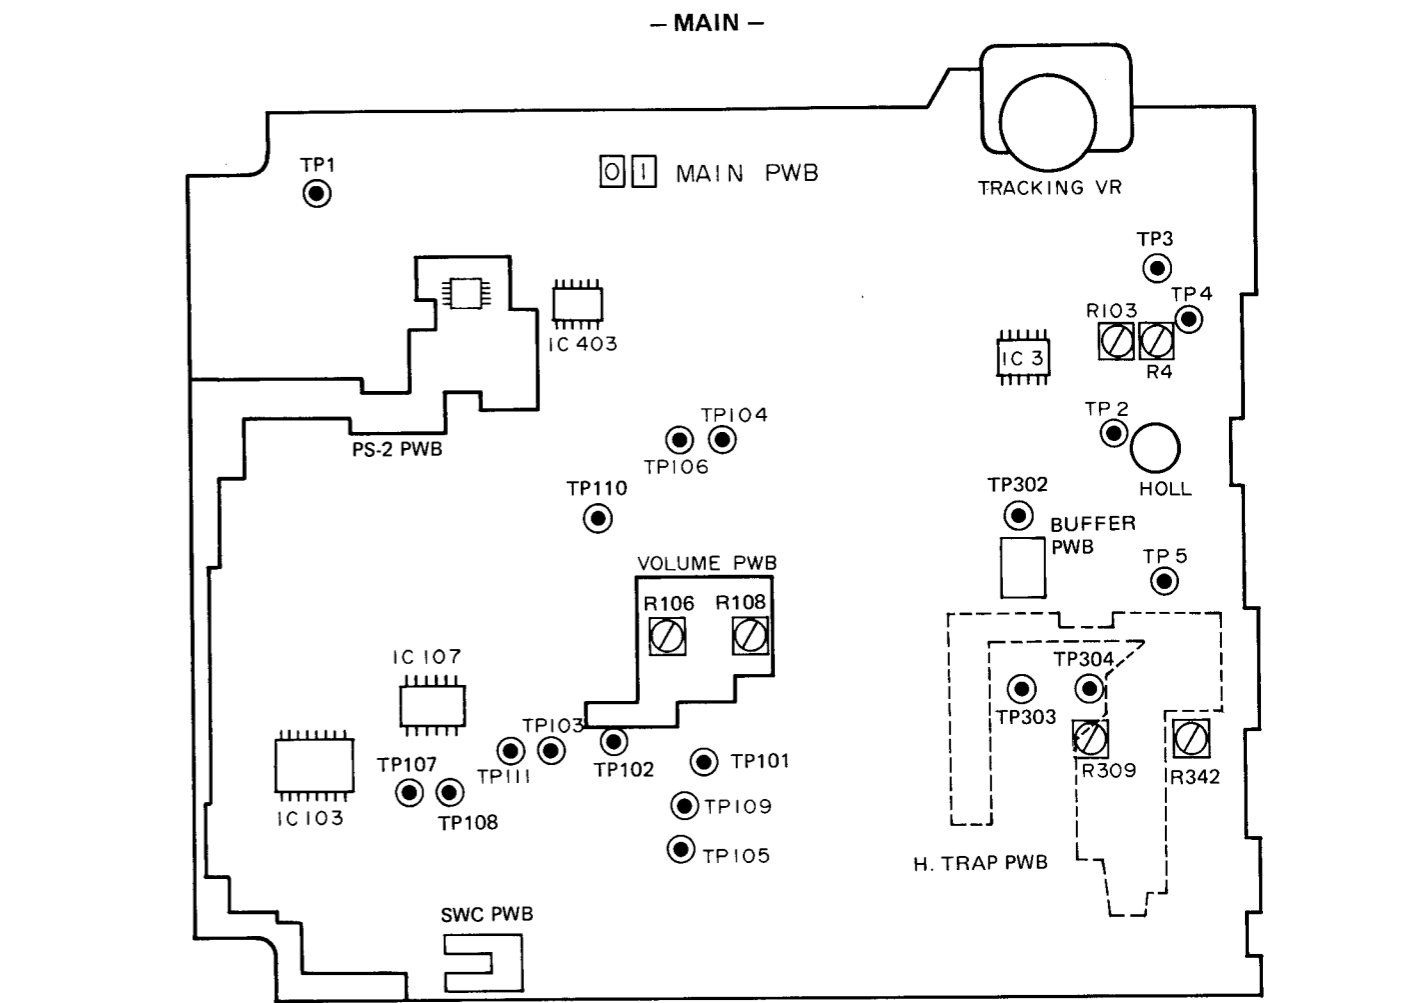 – MAIN –
TP1
0 1 MAIN PWB
TRACKING VR
TP3
TP4
R103
IC 403
IC 3
R4
TP 2
TP104
PS-2 PWB
TP106
TP110
TP302
HOLL
BUFFER
PWB
VOLUME PWB
TP 5
R106
R108
IC 107
TP304
TP303
TP103
TP107
TP111
TP102
TP101
R309
R342
TP109
IC103
TP108
TP105
H. TRAP PWB
SWC PWB